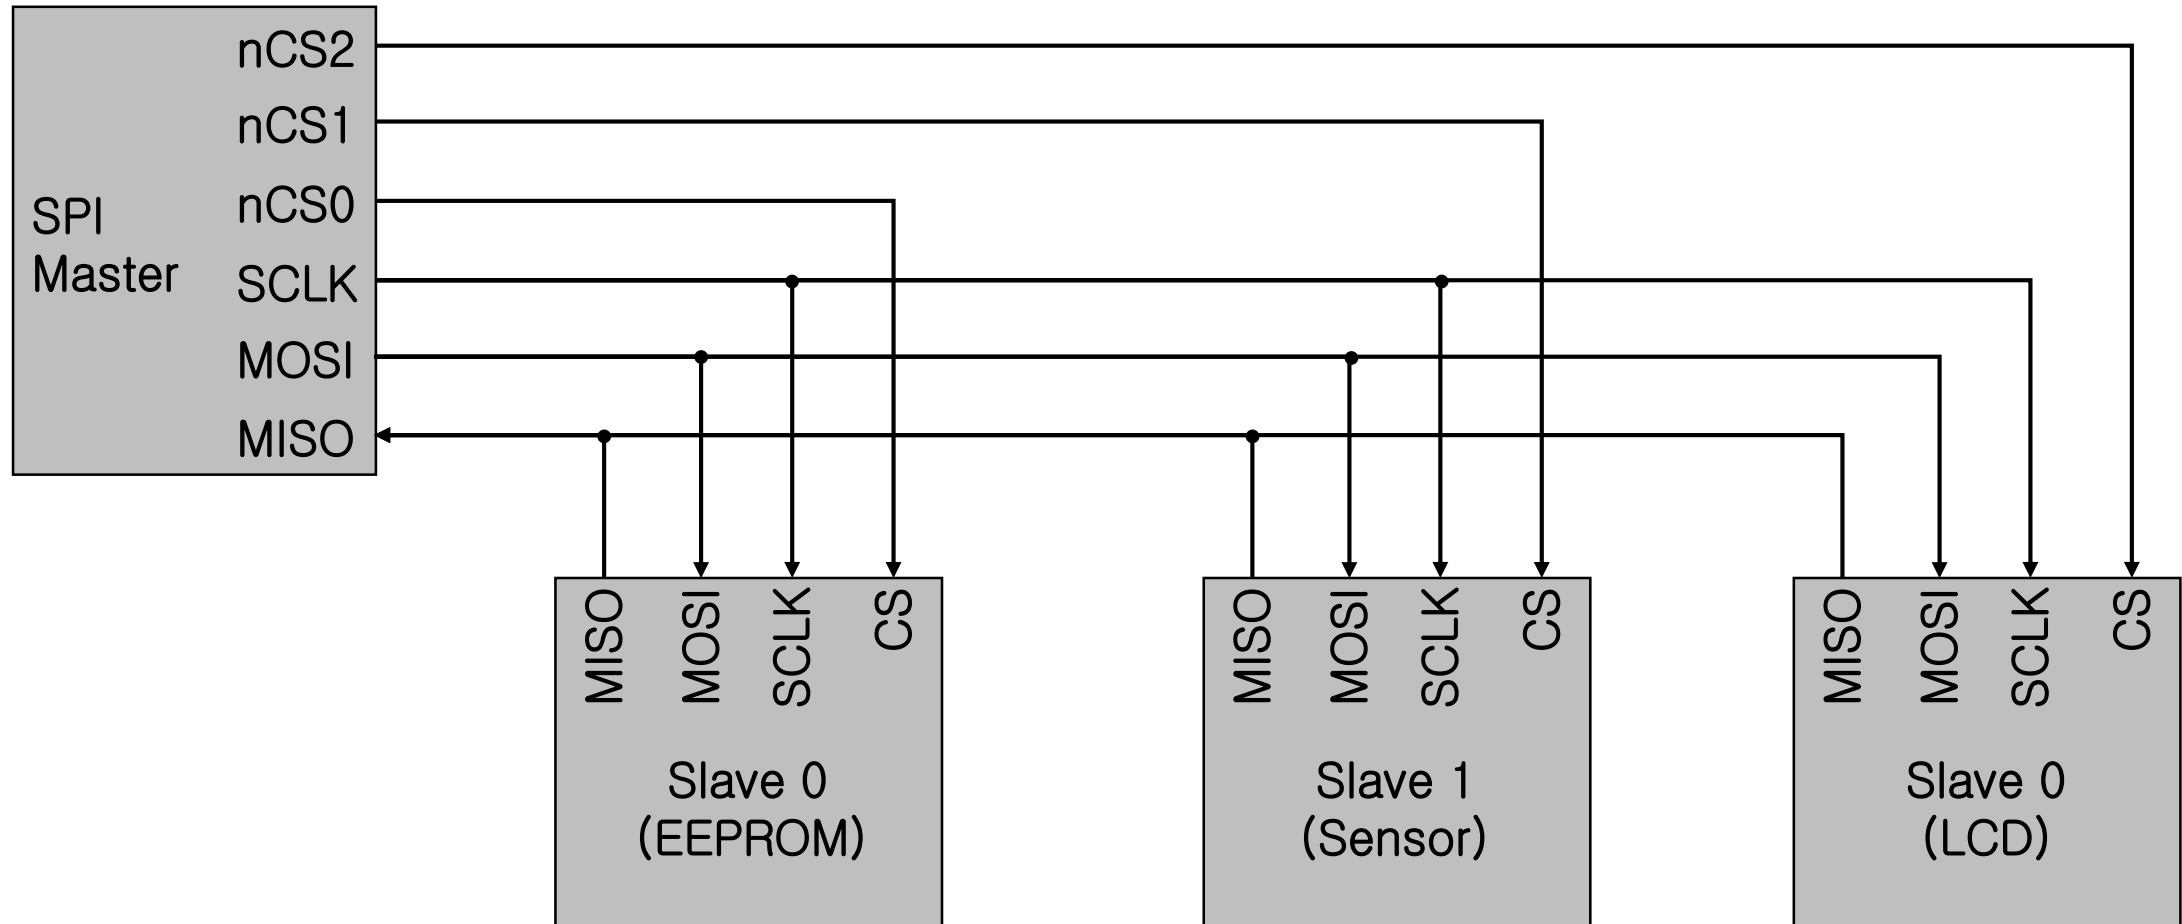 nCS2
nCS1
nCS0
SPI
Master
SCLK
MOSI
MISO
MISO
MOSI
SCLK
CS
Slave 0
(EEPROM)
MISO
MOSI
SCLK
CS
Slave 1
(Sensor)
MISO
MOSI
SCLK
CS
Slave 0
(LCD)